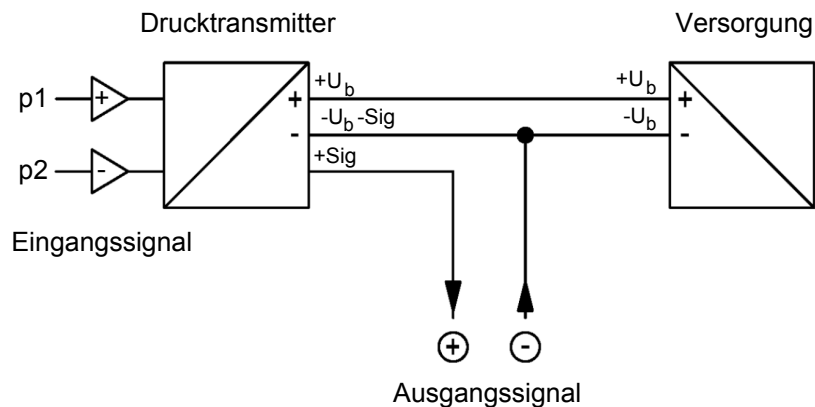 Drucktransmitter
Versorgung
p1
+
+U_b
+
+U_b
+
-U_b -Sig
-
-U_b
-
p2
-
+Sig
Eingangssignal
+
-
Ausgangssignal